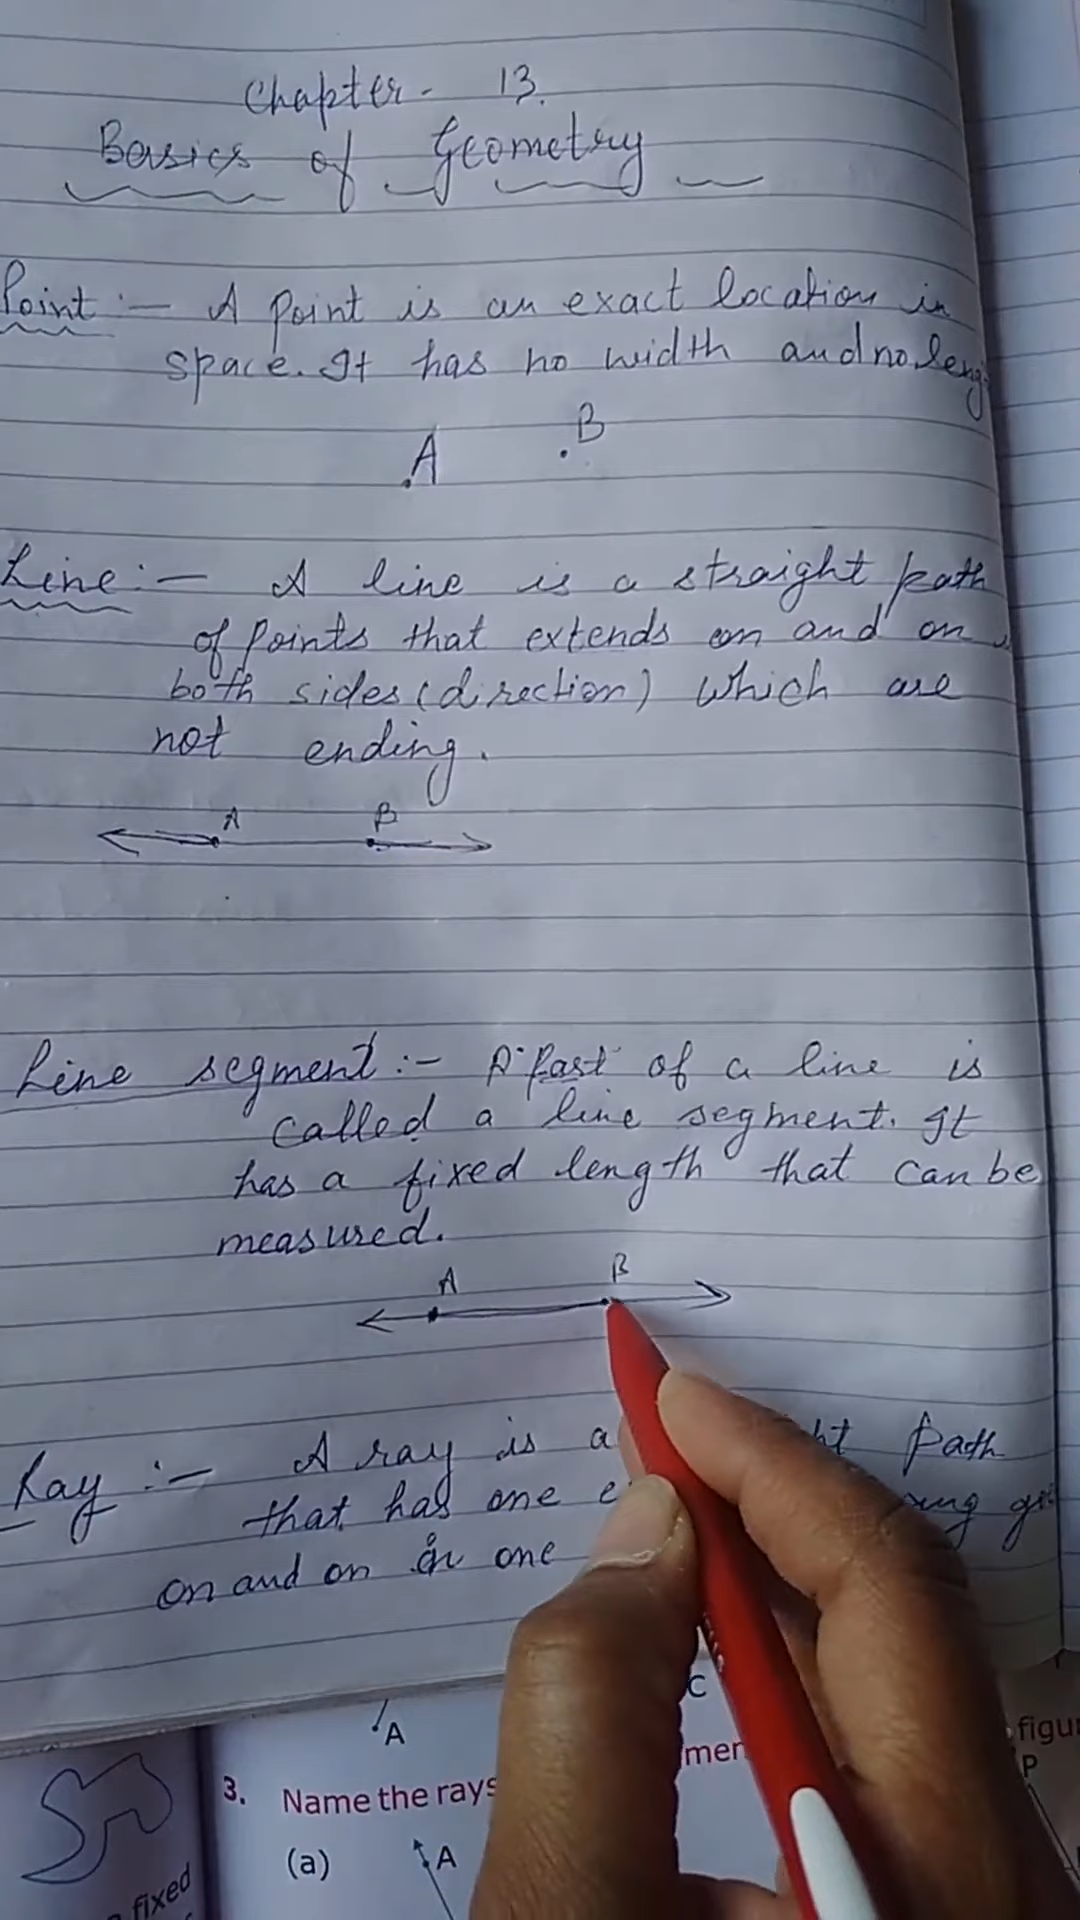 Chapter - 13.
Basics of Geometry
Point :- A point is an exact location in
space. It has no width and no leng
A B
Line :- A line is a straight path
of points that extends on and on
both sides (direction) which are
not ending.
A B
Line segment :- A Part of a line is
called a line segment. It
has a fixed length that can be
measured.
A B
Ray :- A ray is a ht path
that has one
on and on in one
C
A
3. Name the rays
(a) A
fixed
figu
P